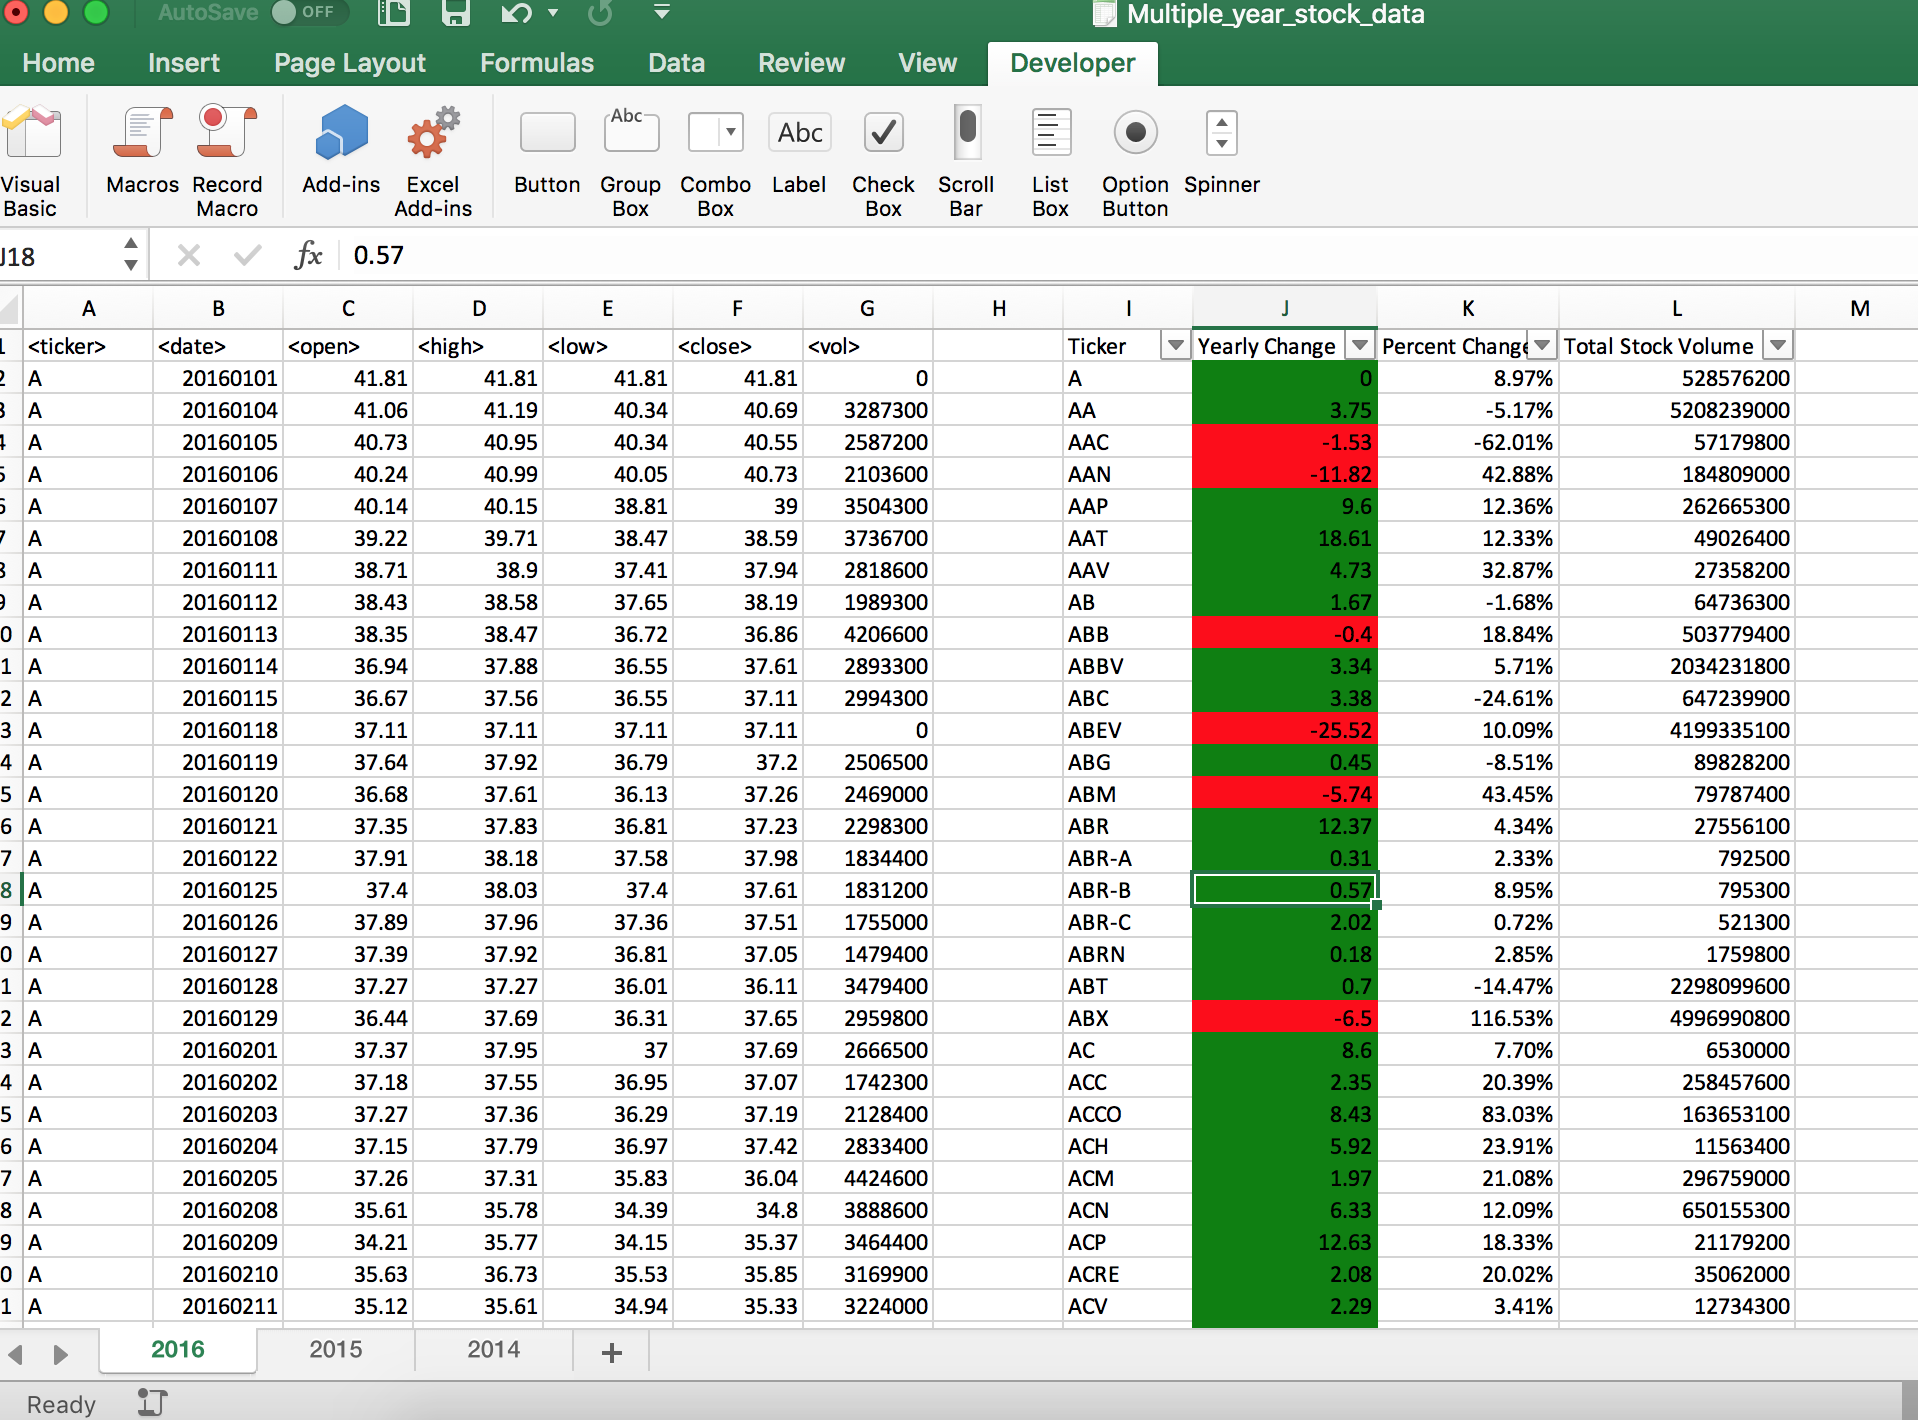 AutoSave OFF Multiple_year_stock_data
Home Insert Page Layout Formulas Data Review View Developer
Abc Abc
Visual Basic Macros Record Macro Add-ins Excel Add-ins Button Group Box Combo Box Label Check Box Scroll Bar List Box Option Button Spinner
J18 fx 0.57
A B C D E F G H I J K L M
1 <ticker> <date> <open> <high> <low> <close> <vol> Ticker Yearly Change Percent Change Total Stock Volume
2 A 20160101 41.81 41.81 41.81 41.81 0 A 0 8.97% 528576200
3 A 20160104 41.06 41.19 40.34 40.69 3287300 AA 3.75 -5.17% 5208239000
4 A 20160105 40.73 40.95 40.34 40.55 2587200 AAC -1.53 -62.01% 57179800
5 A 20160106 40.24 40.99 40.05 40.73 2103600 AAN -11.82 42.88% 184809000
6 A 20160107 40.14 40.15 38.81 39 3504300 AAP 9.6 12.36% 262665300
7 A 20160108 39.22 39.71 38.47 38.59 3736700 AAT 18.61 12.33% 49026400
8 A 20160111 38.71 38.9 37.41 37.94 2818600 AAV 4.73 32.87% 27358200
9 A 20160112 38.43 38.58 37.65 38.19 1989300 AB 1.67 -1.68% 64736300
0 A 20160113 38.35 38.47 36.72 36.86 4206600 ABB -0.4 18.84% 503779400
1 A 20160114 36.94 37.88 36.55 37.61 2893300 ABBV 3.34 5.71% 2034231800
2 A 20160115 36.67 37.56 36.55 37.11 2994300 ABC 3.38 -24.61% 647239900
3 A 20160118 37.11 37.11 37.11 37.11 0 ABEV -25.52 10.09% 4199335100
4 A 20160119 37.64 37.92 36.79 37.2 2506500 ABG 0.45 -8.51% 89828200
5 A 20160120 36.68 37.61 36.13 37.26 2469000 ABM -5.74 43.45% 79787400
6 A 20160121 37.35 37.83 36.81 37.23 2298300 ABR 12.37 4.34% 27556100
7 A 20160122 37.91 38.18 37.58 37.98 1834400 ABR-A 0.31 2.33% 792500
8 A 20160125 37.4 38.03 37.4 37.61 1831200 ABR-B 0.57 8.95% 795300
9 A 20160126 37.89 37.96 37.36 37.51 1755000 ABR-C 2.02 0.72% 521300
0 A 20160127 37.39 37.92 36.81 37.05 1479400 ABRN 0.18 2.85% 1759800
1 A 20160128 37.27 37.27 36.01 36.11 3479400 ABT 0.7 -14.47% 2298099600
2 A 20160129 36.44 37.69 36.31 37.65 2959800 ABX -6.5 116.53% 4996990800
3 A 20160201 37.37 37.95 37 37.69 2666500 AC 8.6 7.70% 6530000
4 A 20160202 37.18 37.55 36.95 37.07 1742300 ACC 2.35 20.39% 258457600
5 A 20160203 37.27 37.36 36.29 37.19 2128400 ACCO 8.43 83.03% 163653100
6 A 20160204 37.15 37.79 36.97 37.42 2833400 ACH 5.92 23.91% 11563400
7 A 20160205 37.26 37.31 35.83 36.04 4424600 ACM 1.97 21.08% 296759000
8 A 20160208 35.61 35.78 34.39 34.8 3888600 ACN 6.33 12.09% 650155300
9 A 20160209 34.21 35.77 34.15 35.37 3464400 ACP 12.63 18.33% 21179200
0 A 20160210 35.63 36.73 35.53 35.85 3169900 ACRE 2.08 20.02% 35062000
1 A 20160211 35.12 35.61 34.94 35.33 3224000 ACV 2.29 3.41% 12734300
2016 2015 2014 +
Ready